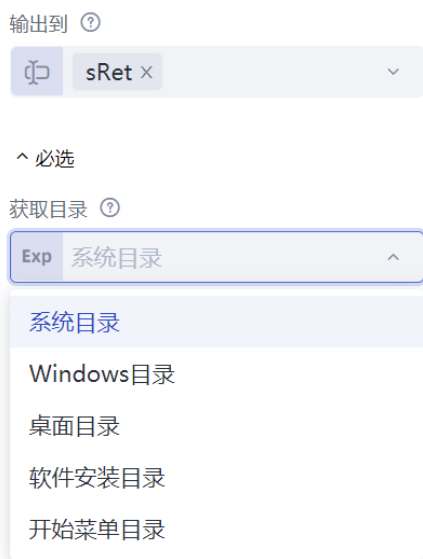 输出到
sRet ×
必选
获取目录
Exp 系统目录
系统目录
Windows目录
桌面目录
软件安装目录
开始菜单目录